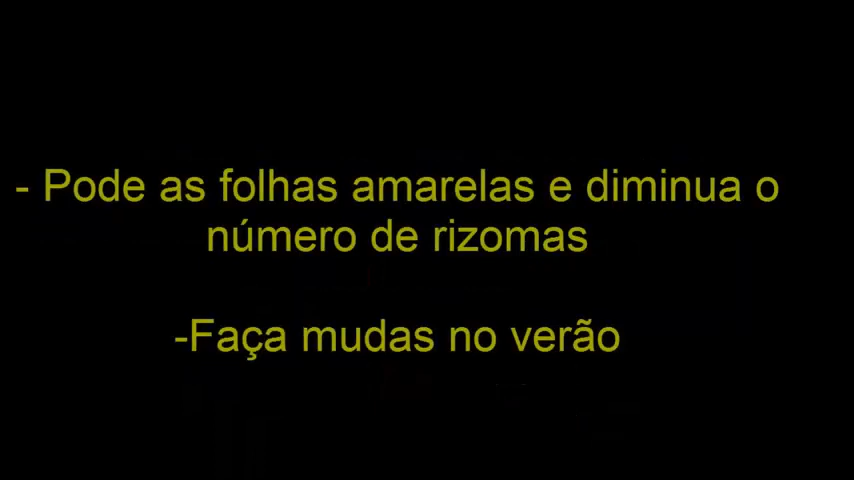 - Pode as folhas amarelas e diminua o
número de rizomas
-Faça mudas no verão